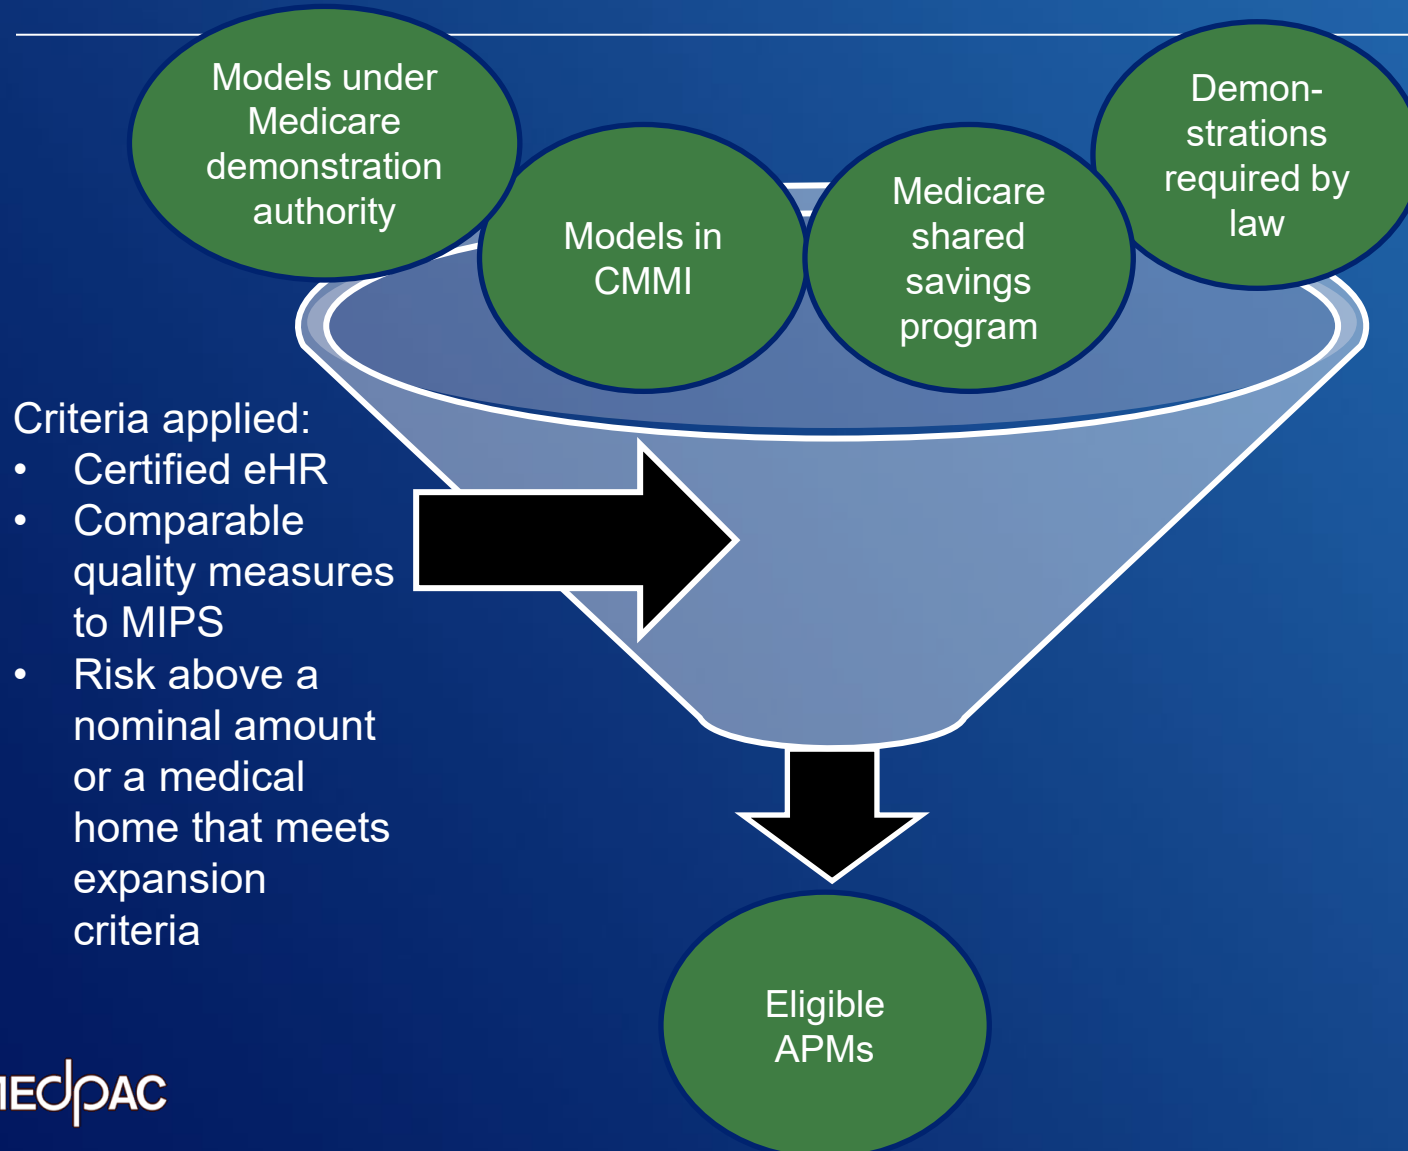 Models under
Medicare
demonstration
authority
Models in
CMMI
Medicare
shared
savings
program
Demon-
strations
required by
law
Criteria applied:
• Certified eHR
• Comparable
quality measures
to MIPS
• Risk above a
nominal amount
or a medical
home that meets
expansion
criteria
Eligible
APMs
MEdpAC